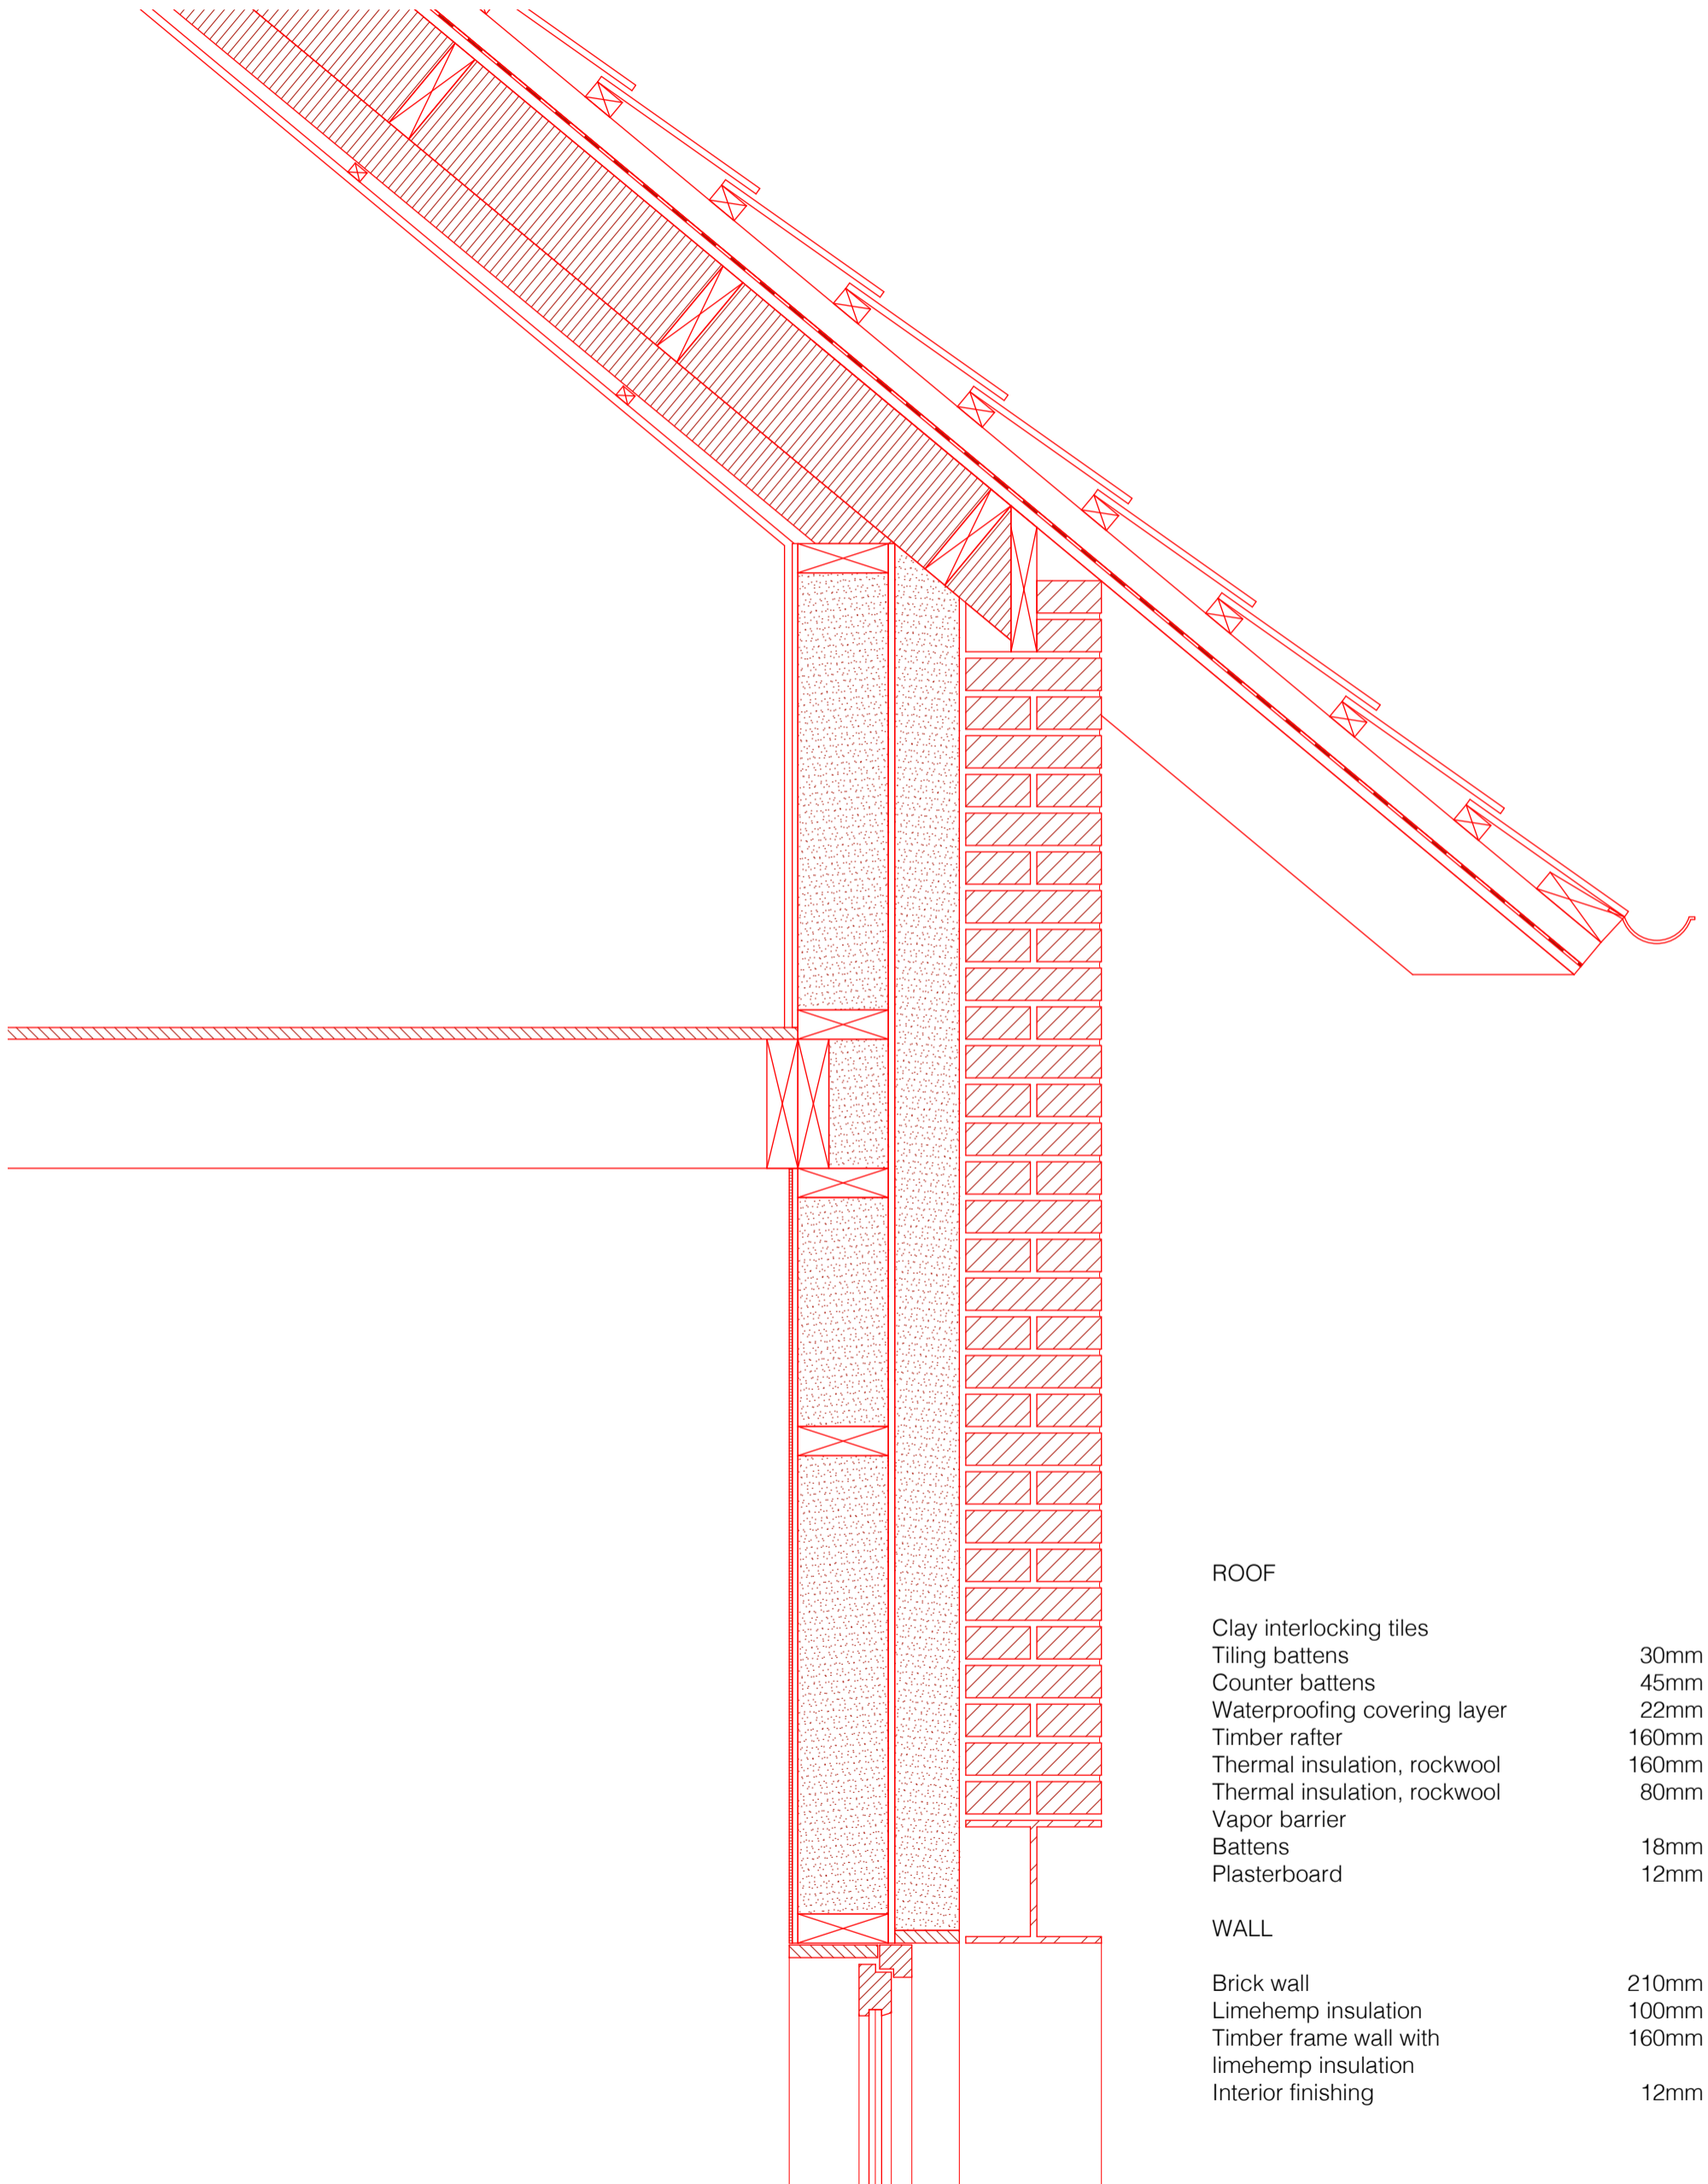 ROOF
Clay interlocking tiles
Tiling battens 30mm
Counter battens 45mm
Waterproofing covering layer 22mm
Timber rafter 160mm
Thermal insulation, rockwool 160mm
Thermal insulation, rockwool 80mm
Vapor barrier
Battens 18mm
Plasterboard 12mm
WALL
Brick wall 210mm
Limehemp insulation 100mm
Timber frame wall with 160mm
limehemp insulation
Interior finishing 12mm